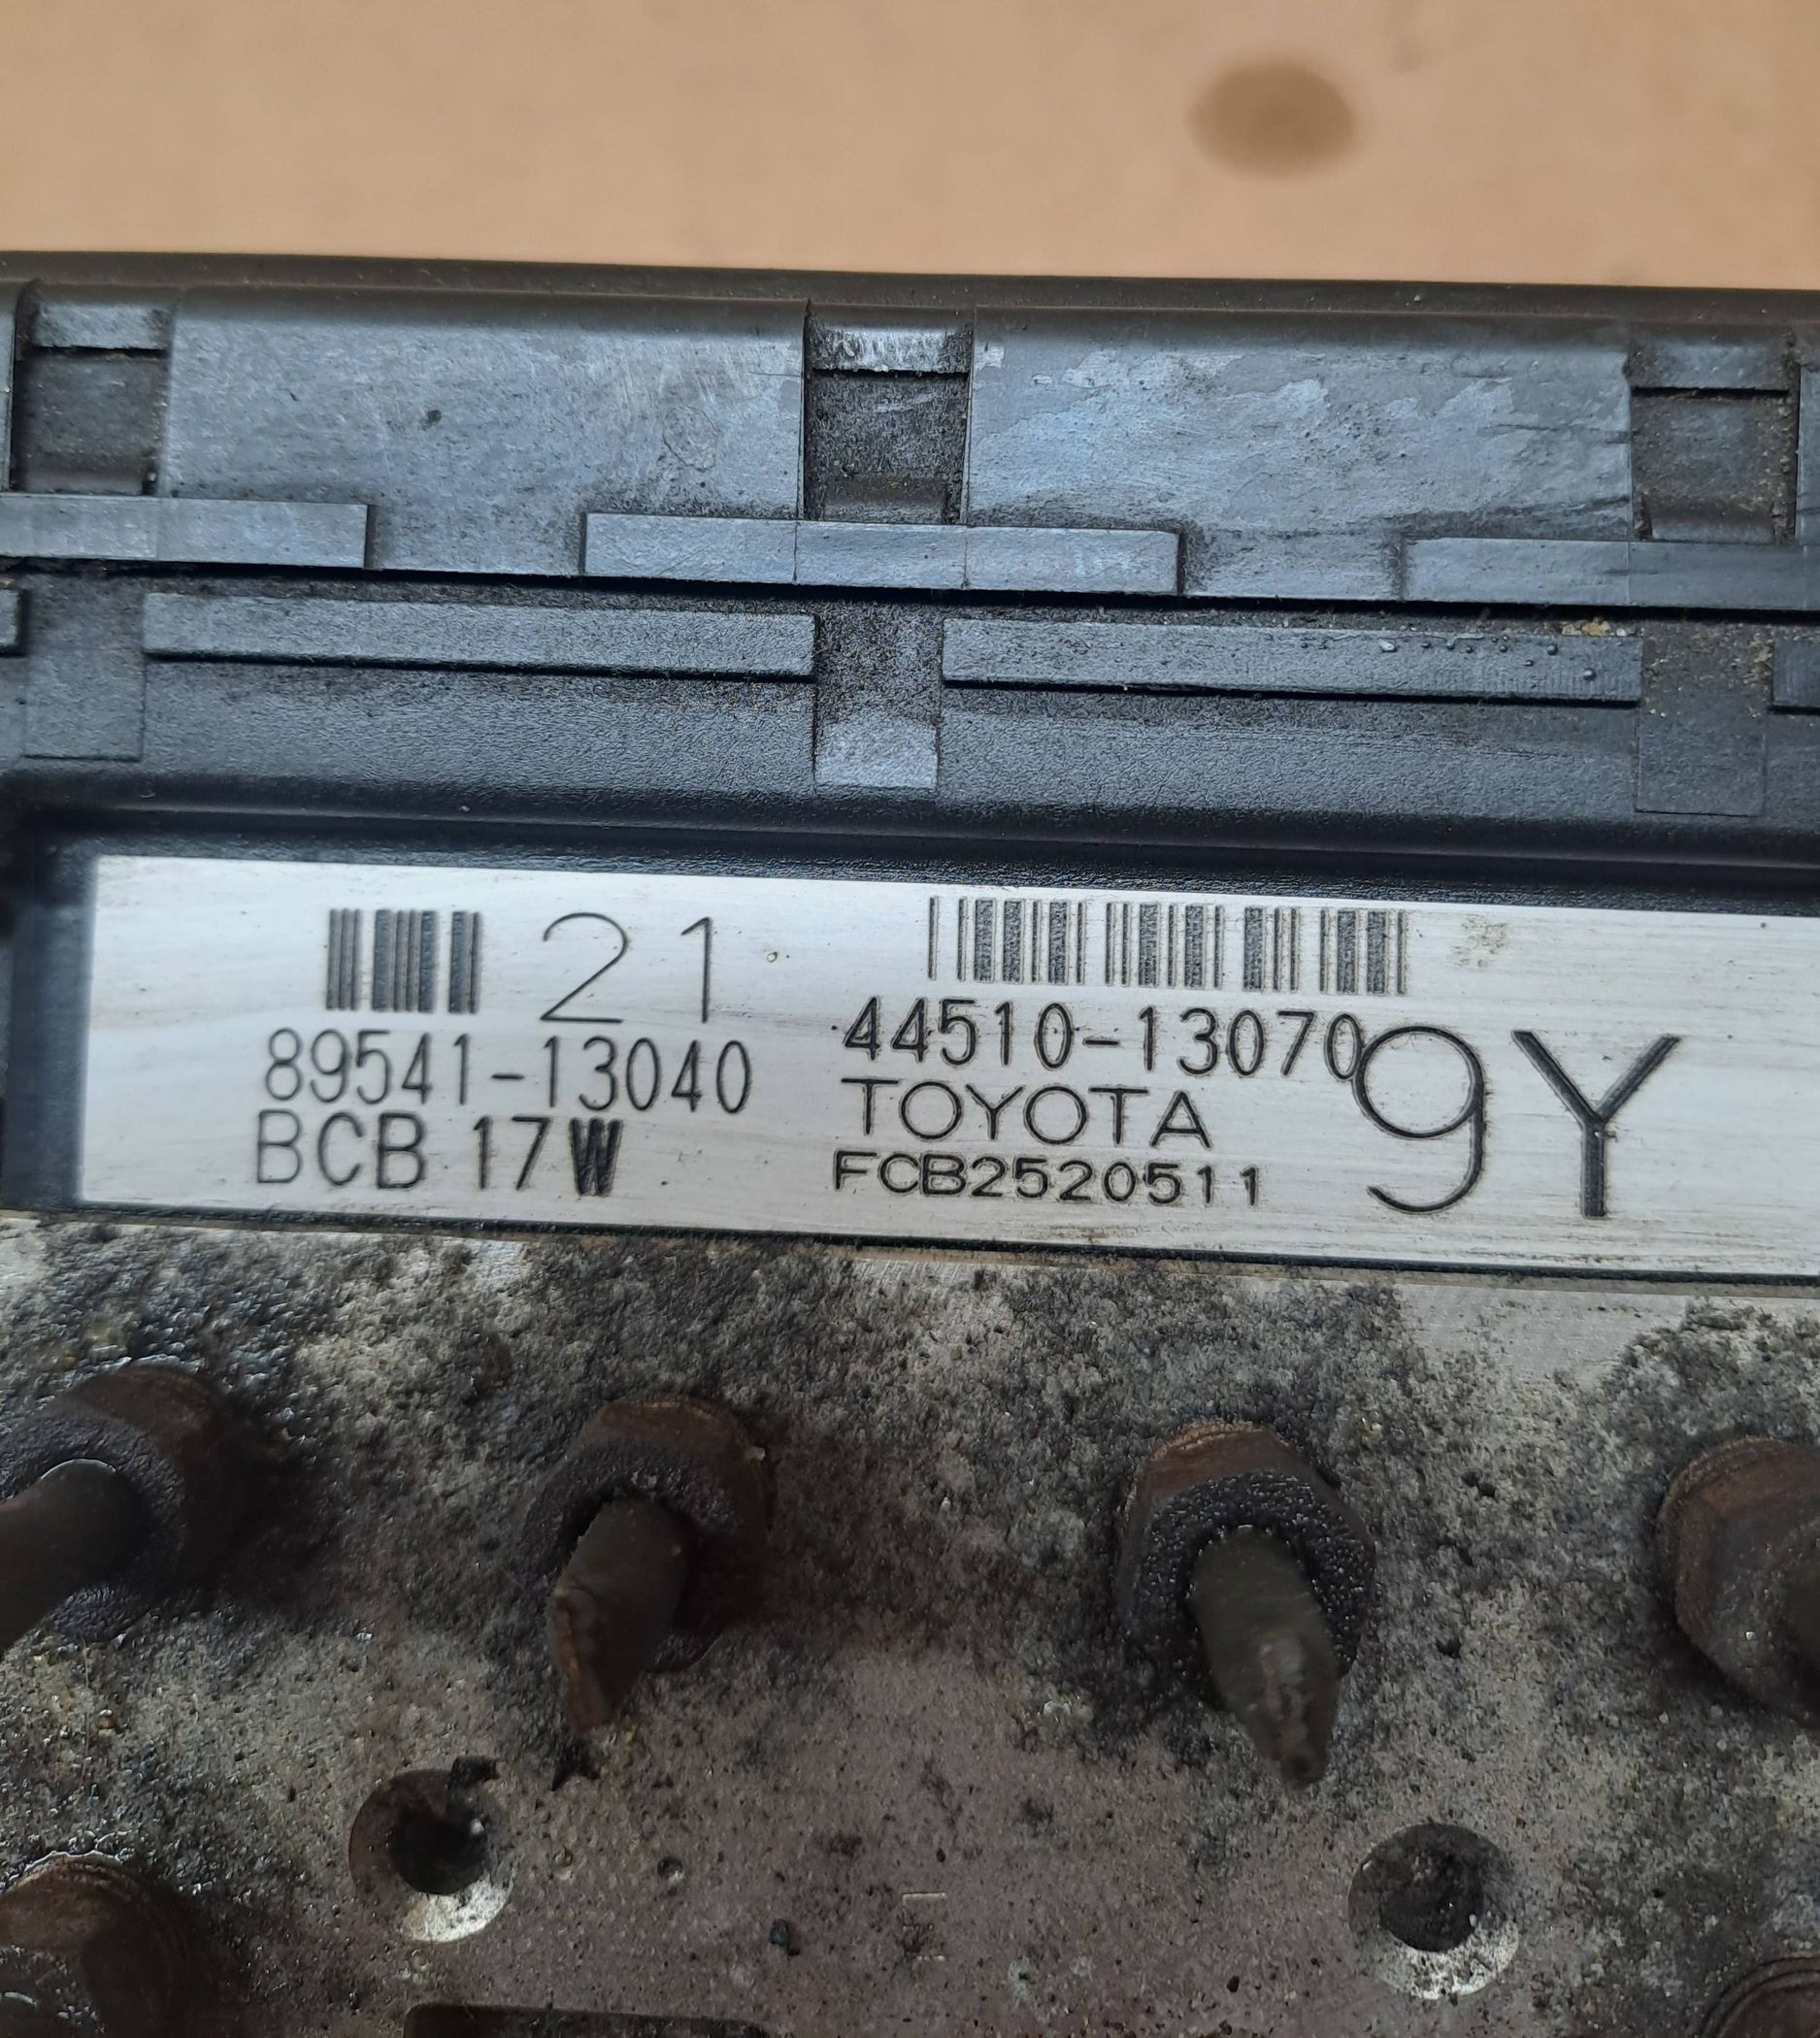 21
89541-13040
BCB 17W
44510-13070
TOYOTA
FCB2520511
9Y